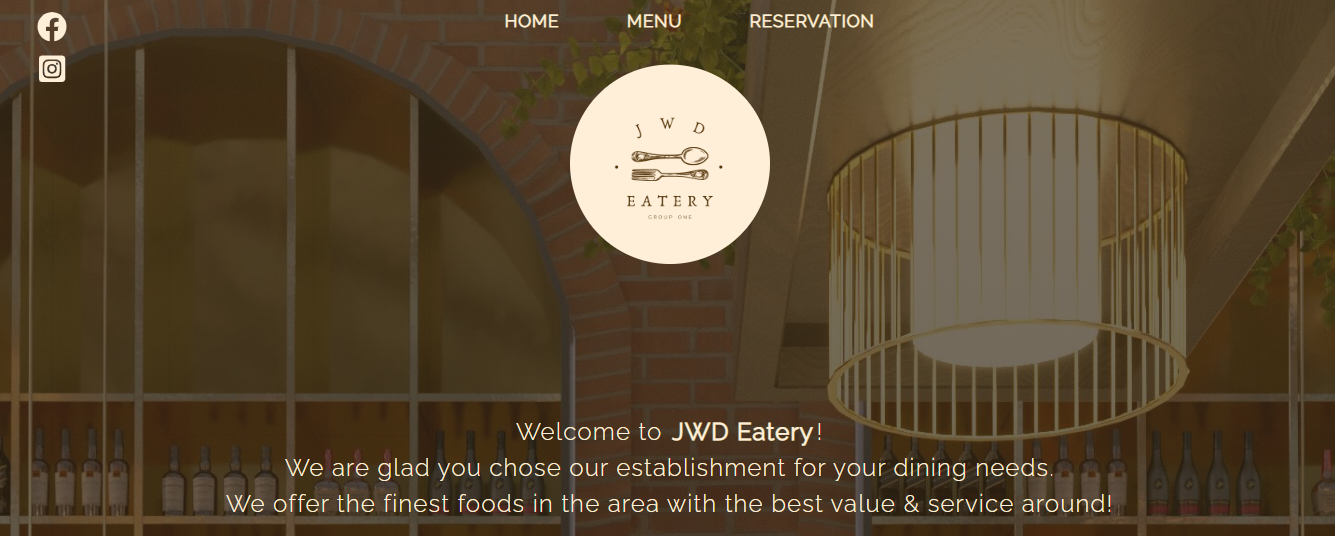 HOME MENU RESERVATION
J W D
EATERY
GROUP ONE
Welcome to JWD Eatery!
We are glad you chose our establishment for your dining needs.
We offer the finest foods in the area with the best value & service around!